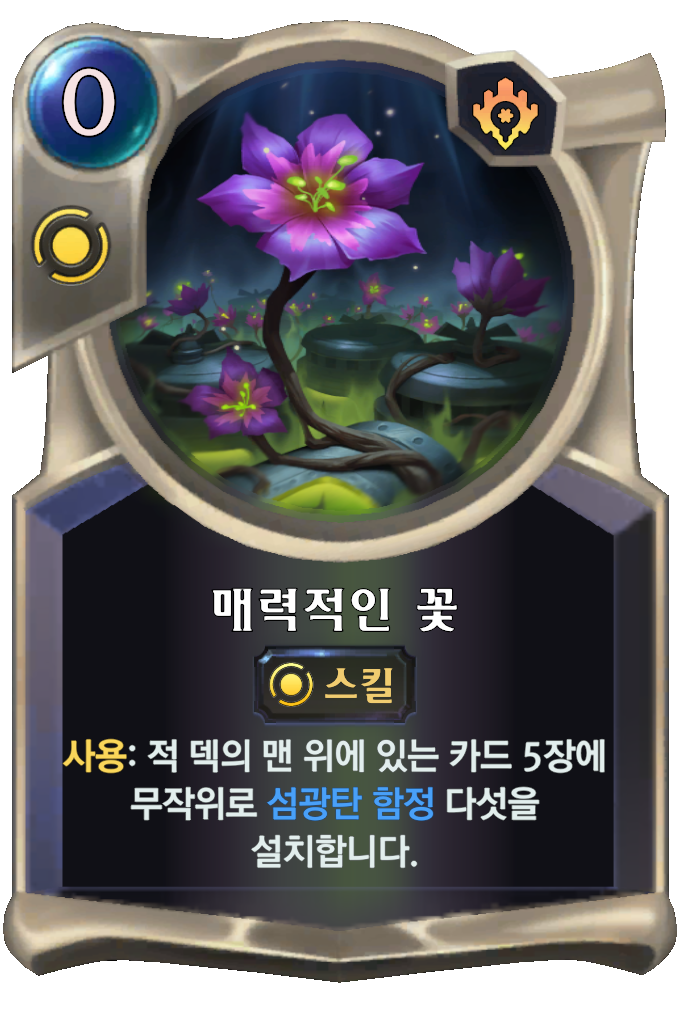 0
매력적인 꽃
스킬
사용: 적 덱의 맨 위에 있는 카드 5장에
무작위로 섬광탄 함정 다섯을
설치합니다.